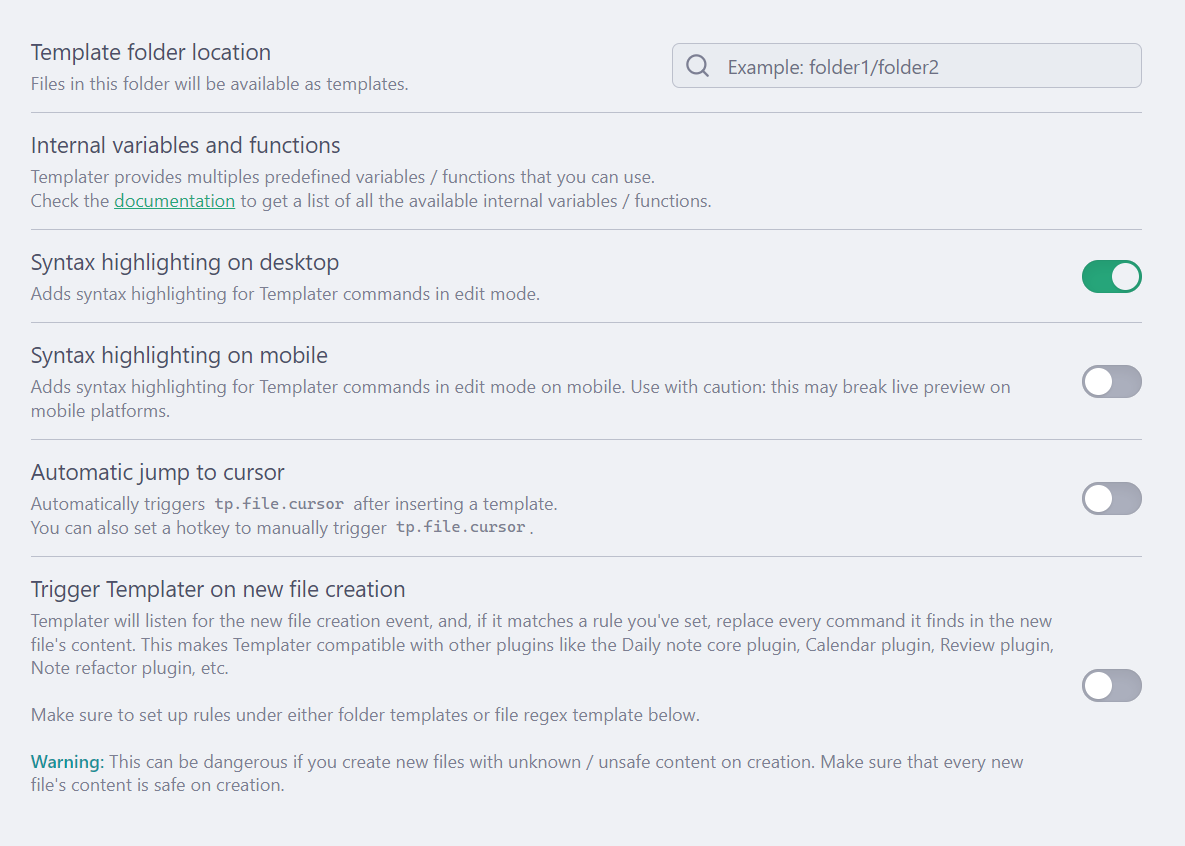 Template folder location
Files in this folder will be available as templates.
Example: folder1/folder2
Internal variables and functions
Templater provides multiples predefined variables / functions that you can use.
Check the documentation to get a list of all the available internal variables / functions.
Syntax highlighting on desktop
Adds syntax highlighting for Templater commands in edit mode.
Syntax highlighting on mobile
Adds syntax highlighting for Templater commands in edit mode on mobile. Use with caution: this may break live preview on
mobile platforms.
Automatic jump to cursor
Automatically triggers tp.file.cursor after inserting a template.
You can also set a hotkey to manually trigger tp.file.cursor.
Trigger Templater on new file creation
Templater will listen for the new file creation event, and, if it matches a rule you've set, replace every command it finds in the new
file's content. This makes Templater compatible with other plugins like the Daily note core plugin, Calendar plugin, Review plugin,
Note refactor plugin, etc.
Make sure to set up rules under either folder templates or file regex template below.
Warning: This can be dangerous if you create new files with unknown / unsafe content on creation. Make sure that every new
file's content is safe on creation.